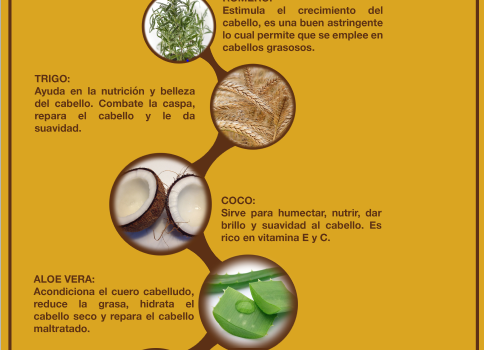 ROMERO:
Estimula el crecimiento del
cabello, es una buen astringente
lo cual permite que se emplee en
cabellos grasosos.
TRIGO:
Ayuda en la nutrición y belleza
del cabello. Combate la caspa,
repara el cabello y le da
suavidad.
COCO:
Sirve para humectar, nutrir, dar
brillo y suavidad al cabello. Es
rico en vitamina E y C.
ALOE VERA:
Acondiciona el cuero cabelludo,
reduce la grasa, hidrata el
cabello seco y repara el cabello
maltratado.